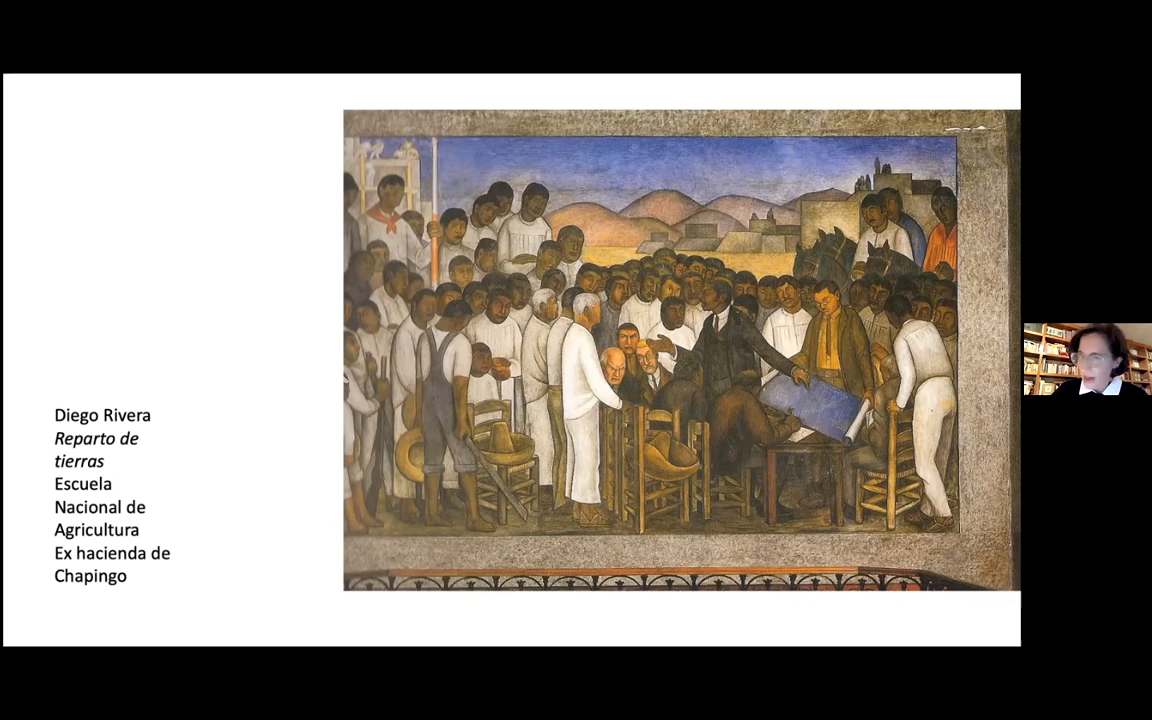 Diego Rivera
Reparto de
tierras
Escuela
Nacional de
Agricultura
Ex hacienda de
Chapingo